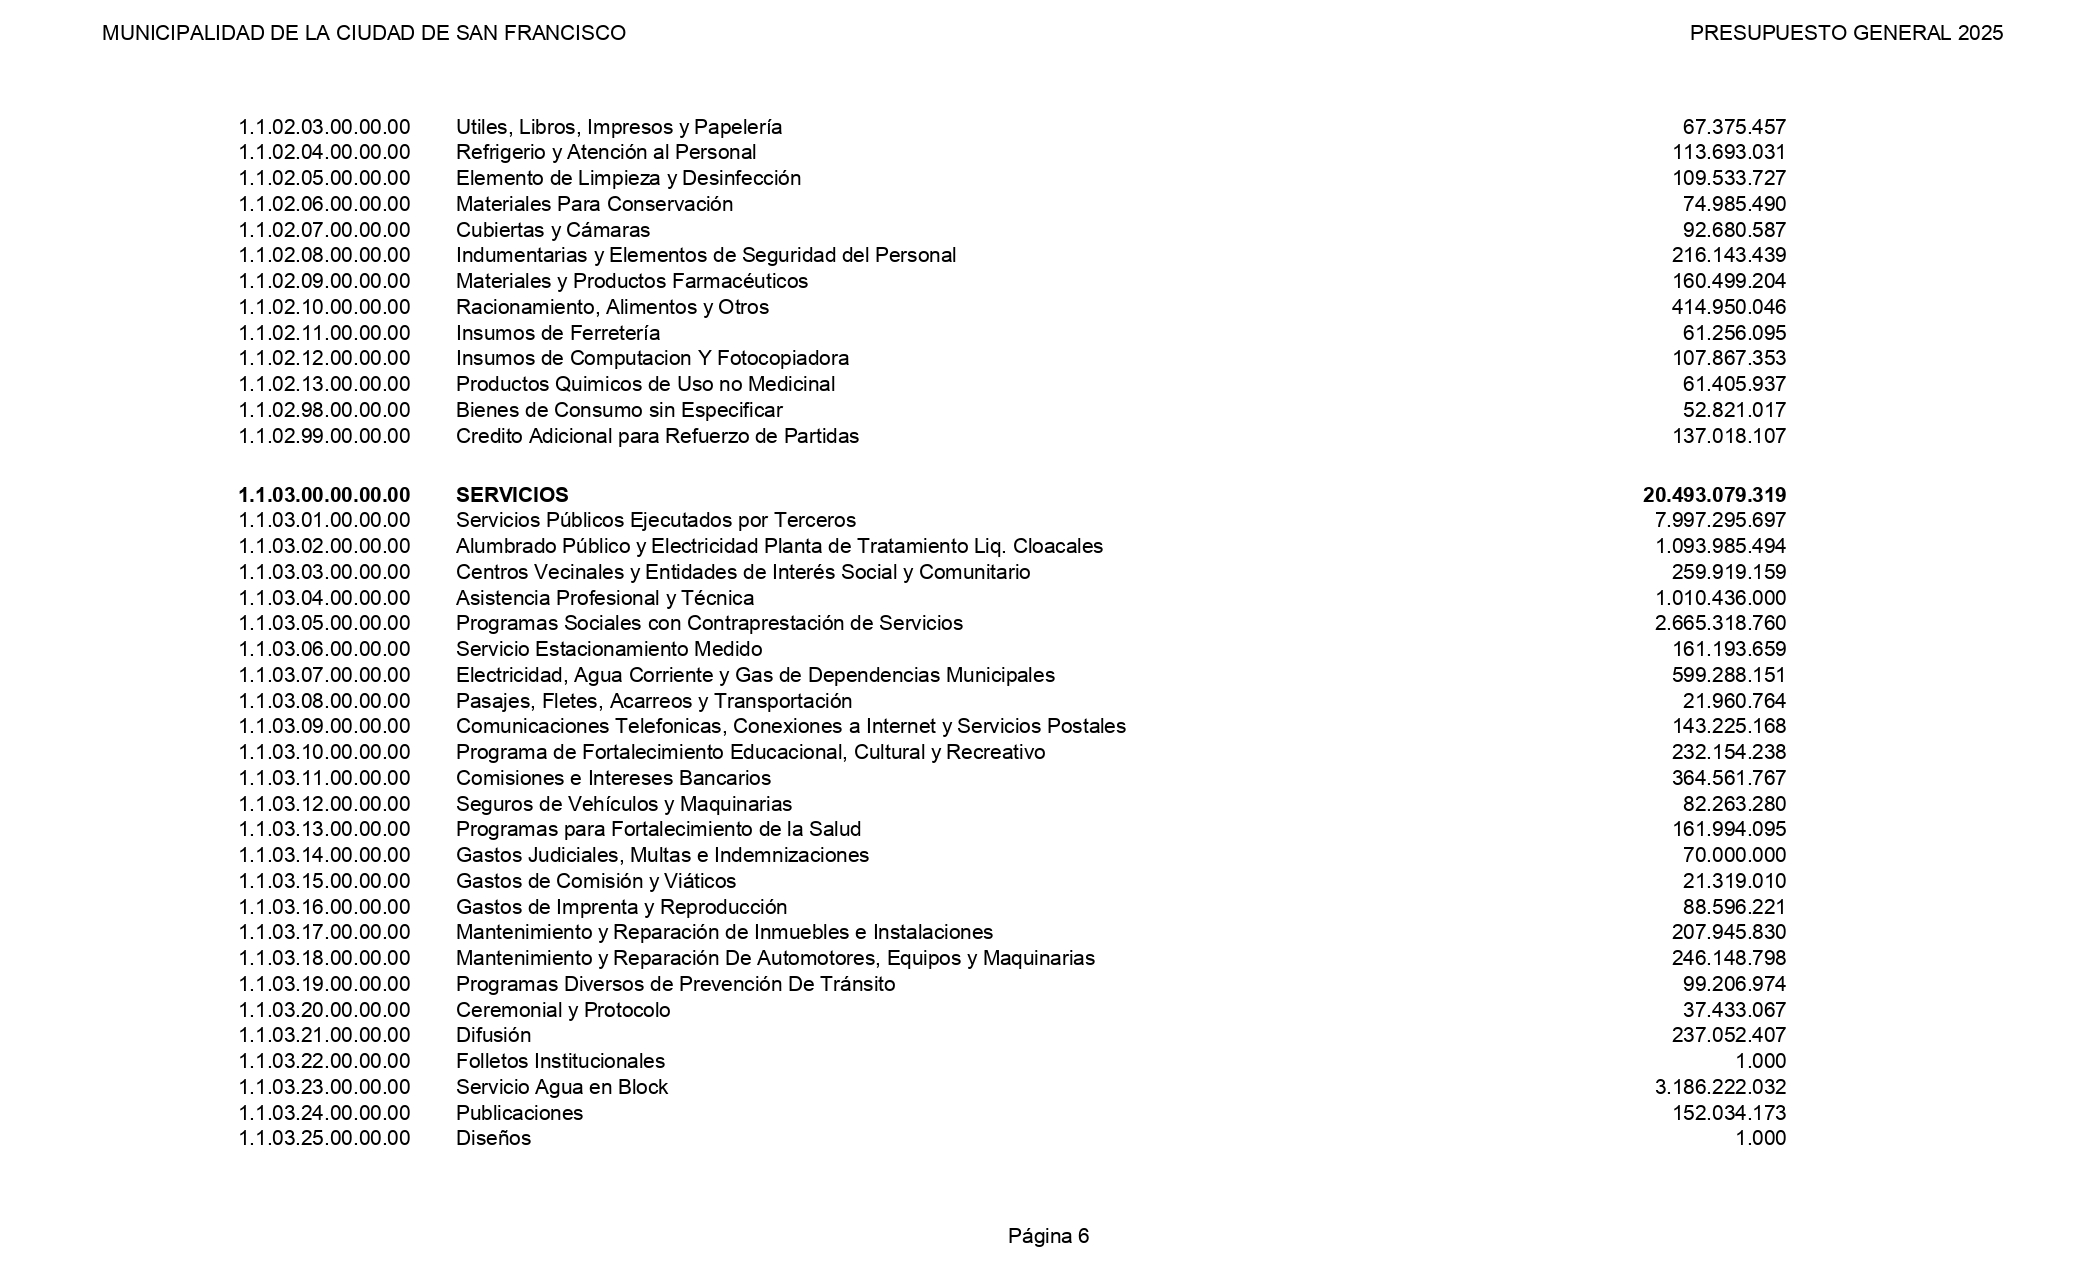 MUNICIPALIDAD DE LA CIUDAD DE SAN FRANCISCO PRESUPUESTO GENERAL 2025
1.1.02.03.00.00.00 Utiles, Libros, Impresos y Papelería 67.375.457
1.1.02.04.00.00.00 Refrigerio y Atención al Personal 113.693.031
1.1.02.05.00.00.00 Elemento de Limpieza y Desinfección 109.533.727
1.1.02.06.00.00.00 Materiales Para Conservación 74.985.490
1.1.02.07.00.00.00 Cubiertas y Cámaras 92.680.587
1.1.02.08.00.00.00 Indumentarias y Elementos de Seguridad del Personal 216.143.439
1.1.02.09.00.00.00 Materiales y Productos Farmacéuticos 160.499.204
1.1.02.10.00.00.00 Racionamiento, Alimentos y Otros 414.950.046
1.1.02.11.00.00.00 Insumos de Ferretería 61.256.095
1.1.02.12.00.00.00 Insumos de Computacion Y Fotocopiadora 107.867.353
1.1.02.13.00.00.00 Productos Quimicos de Uso no Medicinal 61.405.937
1.1.02.98.00.00.00 Bienes de Consumo sin Especificar 52.821.017
1.1.02.99.00.00.00 Credito Adicional para Refuerzo de Partidas 137.018.107
1.1.03.00.00.00.00 SERVICIOS 20.493.079.319
1.1.03.01.00.00.00 Servicios Públicos Ejecutados por Terceros 7.997.295.697
1.1.03.02.00.00.00 Alumbrado Público y Electricidad Planta de Tratamiento Liq. Cloacales 1.093.985.494
1.1.03.03.00.00.00 Centros Vecinales y Entidades de Interés Social y Comunitario 259.919.159
1.1.03.04.00.00.00 Asistencia Profesional y Técnica 1.010.436.000
1.1.03.05.00.00.00 Programas Sociales con Contraprestación de Servicios 2.665.318.760
1.1.03.06.00.00.00 Servicio Estacionamiento Medido 161.193.659
1.1.03.07.00.00.00 Electricidad, Agua Corriente y Gas de Dependencias Municipales 599.288.151
1.1.03.08.00.00.00 Pasajes, Fletes, Acarreos y Transportación 21.960.764
1.1.03.09.00.00.00 Comunicaciones Telefonicas, Conexiones a Internet y Servicios Postales 143.225.168
1.1.03.10.00.00.00 Programa de Fortalecimiento Educacional, Cultural y Recreativo 232.154.238
1.1.03.11.00.00.00 Comisiones e Intereses Bancarios 364.561.767
1.1.03.12.00.00.00 Seguros de Vehículos y Maquinarias 82.263.280
1.1.03.13.00.00.00 Programas para Fortalecimiento de la Salud 161.994.095
1.1.03.14.00.00.00 Gastos Judiciales, Multas e Indemnizaciones 70.000.000
1.1.03.15.00.00.00 Gastos de Comisión y Viáticos 21.319.010
1.1.03.16.00.00.00 Gastos de Imprenta y Reproducción 88.596.221
1.1.03.17.00.00.00 Mantenimiento y Reparación de Inmuebles e Instalaciones 207.945.830
1.1.03.18.00.00.00 Mantenimiento y Reparación De Automotores, Equipos y Maquinarias 246.148.798
1.1.03.19.00.00.00 Programas Diversos de Prevención De Tránsito 99.206.974
1.1.03.20.00.00.00 Ceremonial y Protocolo 37.433.067
1.1.03.21.00.00.00 Difusión 237.052.407
1.1.03.22.00.00.00 Folletos Institucionales 1.000
1.1.03.23.00.00.00 Servicio Agua en Block 3.186.222.032
1.1.03.24.00.00.00 Publicaciones 152.034.173
1.1.03.25.00.00.00 Diseños 1.000
Página 6